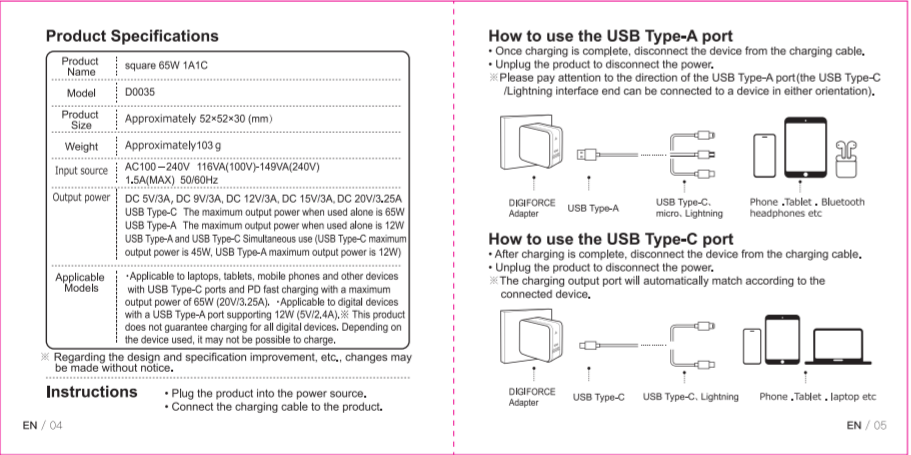 Product Specifications
Product Name
square 65W 1A1C
Model
D0035
Product Size
Approximately 52×52×30 (mm)
Weight
Approximately103 g
Input source
AC100—240V 116VA(100V)-149VA(240V)
1.5A(MAX) 50/60Hz
Output power
DC 5V/3A, DC 9V/3A, DC 12V/3A, DC 15V/3A, DC 20V/3.25A
USB Type-C The maximum output power when used alone is 65W
USB Type-A The maximum output power when used alone is 12W
USB Type-A and USB Type-C Simultaneous use (USB Type-C maximum
output power is 45W, USB Type-A maximum output power is 12W)
Applicable Models
·Applicable to laptops, tablets, mobile phones and other devices
with USB Type-C ports and PD fast charging with a maximum
output power of 65W (20V/3.25A). ·Applicable to digital devices
with a USB Type-A port supporting 12W (5V/2.4A).※ This product
does not guarantee charging for all digital devices. Depending on
the device used, it may not be possible to charge.
※ Regarding the design and specification improvement, etc., changes may
be made without notice.
Instructions
• Plug the product into the power source.
• Connect the charging cable to the product.
EN / 04
How to use the USB Type-A port
• Once charging is complete, disconnect the device from the charging cable.
• Unplug the product to disconnect the power.
※Please pay attention to the direction of the USB Type-A port(the USB Type-C
/Lightning interface end can be connected to a device in either orientation).
DIGIFORCE
Adapter
USB Type-A
USB Type-C、
micro、Lightning
Phone .Tablet . Bluetooth
headphones etc
How to use the USB Type-C port
• After charging is complete, disconnect the device from the charging cable.
• Unplug the product to disconnect the power.
※The charging output port will automatically match according to the
connected device.
DIGIFORCE
Adapter
USB Type-C
USB Type-C、Lightning
Phone .Tablet . laptop etc
EN / 05